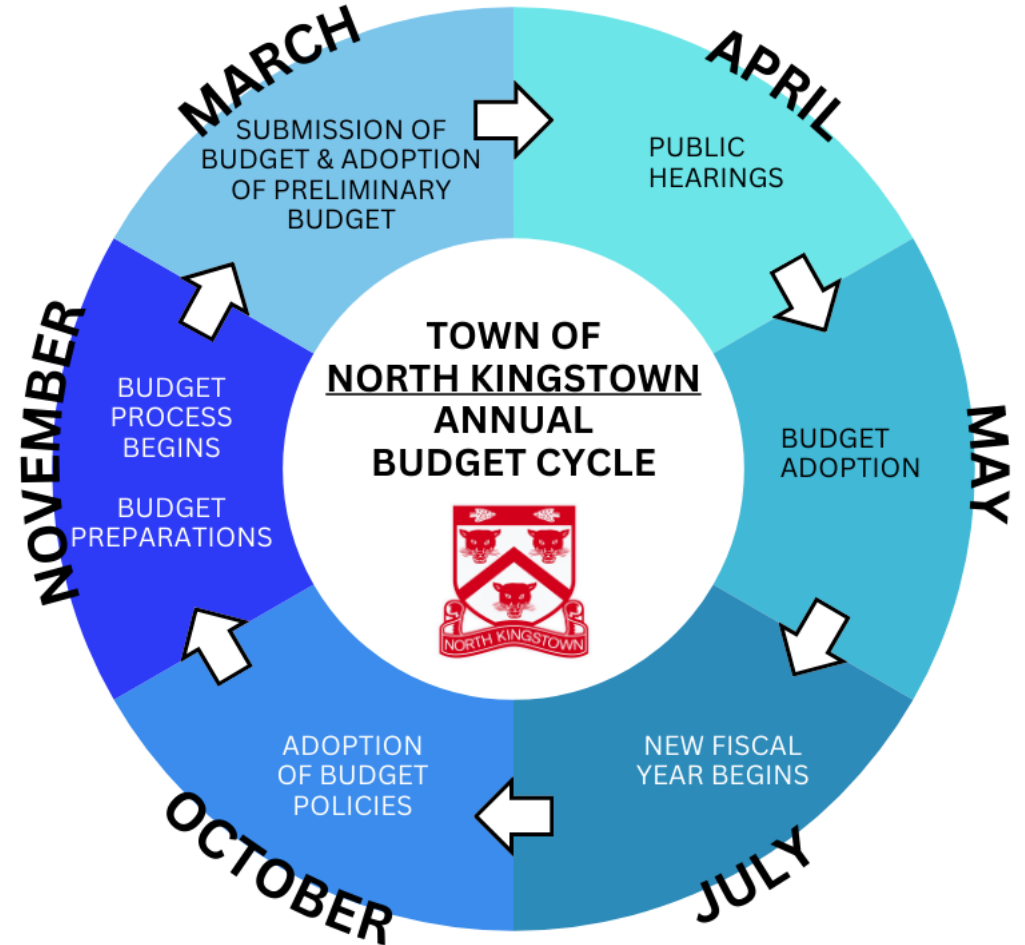 TOWN OF
NORTH KINGSTOWN
ANNUAL
BUDGET CYCLE
NORTH KINGSTOWN
MARCH
SUBMISSION OF
BUDGET & ADOPTION
OF PRELIMINARY
BUDGET
APRIL
PUBLIC
HEARINGS
MAY
BUDGET
ADOPTION
JULY
NEW FISCAL
YEAR BEGINS
OCTOBER
ADOPTION
OF BUDGET
POLICIES
NOVEMBER
BUDGET
PROCESS
BEGINS
BUDGET
PREPARATIONS